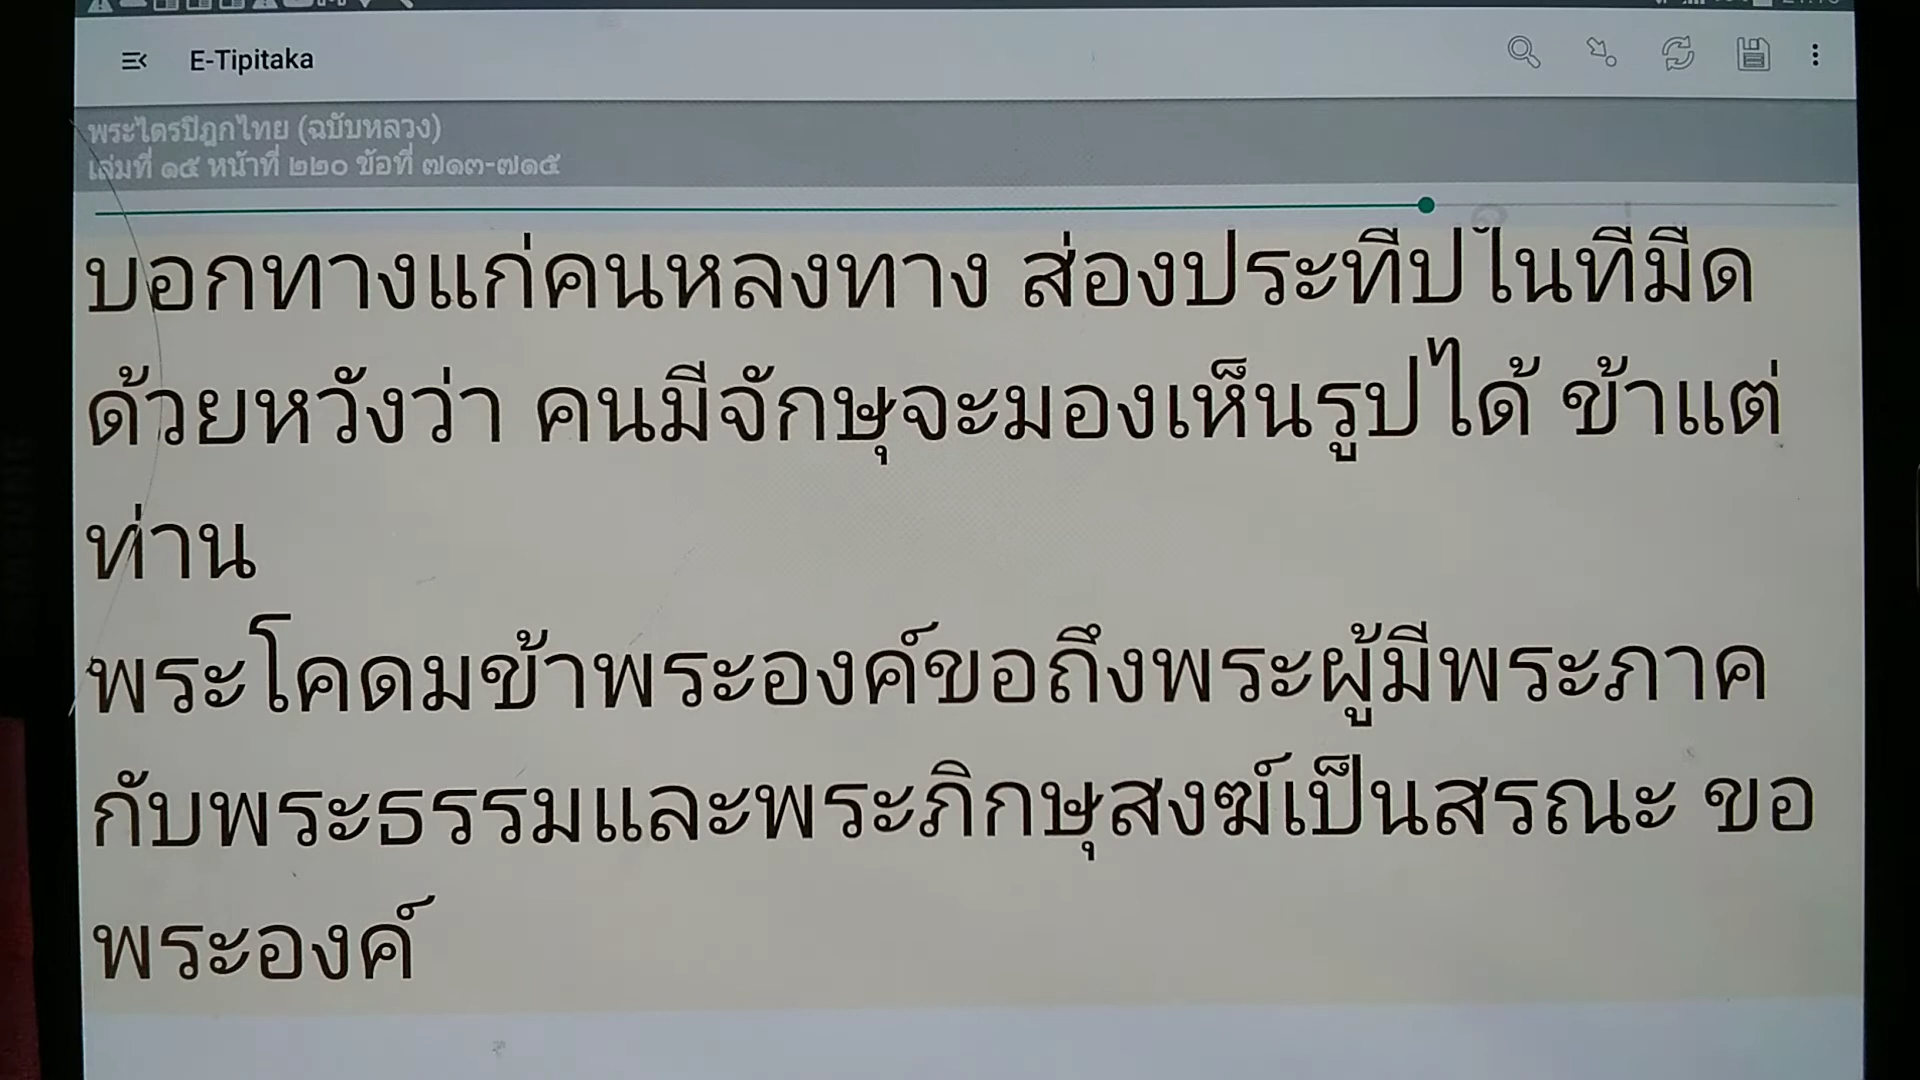 E-Tipitaka
พระไตรปิฎกไทย (ฉบับหลวง)
เล่มที่ ๑๕ หน้าที่ ๒๒๐ ข้อที่ ๗๑๓-๗๑๕
บอกทางแก่คนหลงทาง ส่องประทีปในที่มืด
ด้วยหวังว่า คนมีจักษุจะมองเห็นรูปได้ ข้าแต่
ท่าน
พระโคดมข้าพระองค์ขอถึงพระผู้มีพระภาค
กับพระธรรมและพระภิกษุสงฆ์เป็นสรณะ ขอ
พระองค์